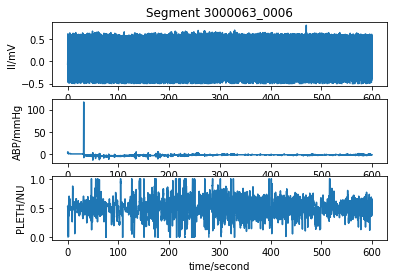 Segment 3000063_0006
II/mV
0.5
0.0
−0.5
0 100 200 300 400 500 600
ABP/mmHg
100
50
0
0 100 200 300 400 500 600
PLETH/NU
1.0
0.5
0.0
0 100 200 300 400 500 600
time/second